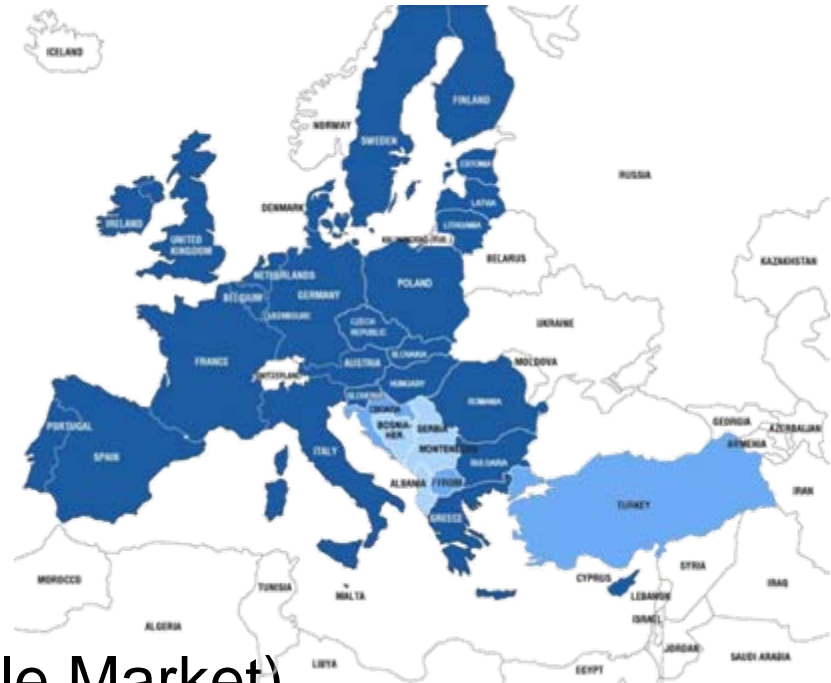 ICELAND
FINLAND
NORWAY
SWEDEN
ESTONIA
RUSSIA
LATVIA
DENMARK
IRELAND
LITHUANIA
UNITED
KINGDOM
BELARUS
KAZAKHSTAN
NETHERLANDS
POLAND
BELGIUM
GERMANY
LUXEMBOURG
CZECH
REPUBLIC
UKRAINE
SLOVAKIA
MOLDOVA
FRANCE
AUSTRIA
SWITZERLAND
HUNGARY
SLOVENIA
ROMANIA
CROATIA
GEORGIA
PORTUGAL
BOSNIA-
HER.
SERBIA
AZERBAIJAN
ARMENIA
SPAIN
ITALY
MONTENEGRO
BULGARIA
ALBANIA
FYROM
IRAN
TURKEY
GREECE
SYRIA
MOROCCO
TUNISIA
MALTA
CYPRUS
LEBANON
IRAQ
ISRAEL
ALGERIA
JORDAN
LIBYA
EGYPT
SAUDI ARABIA
le Market)